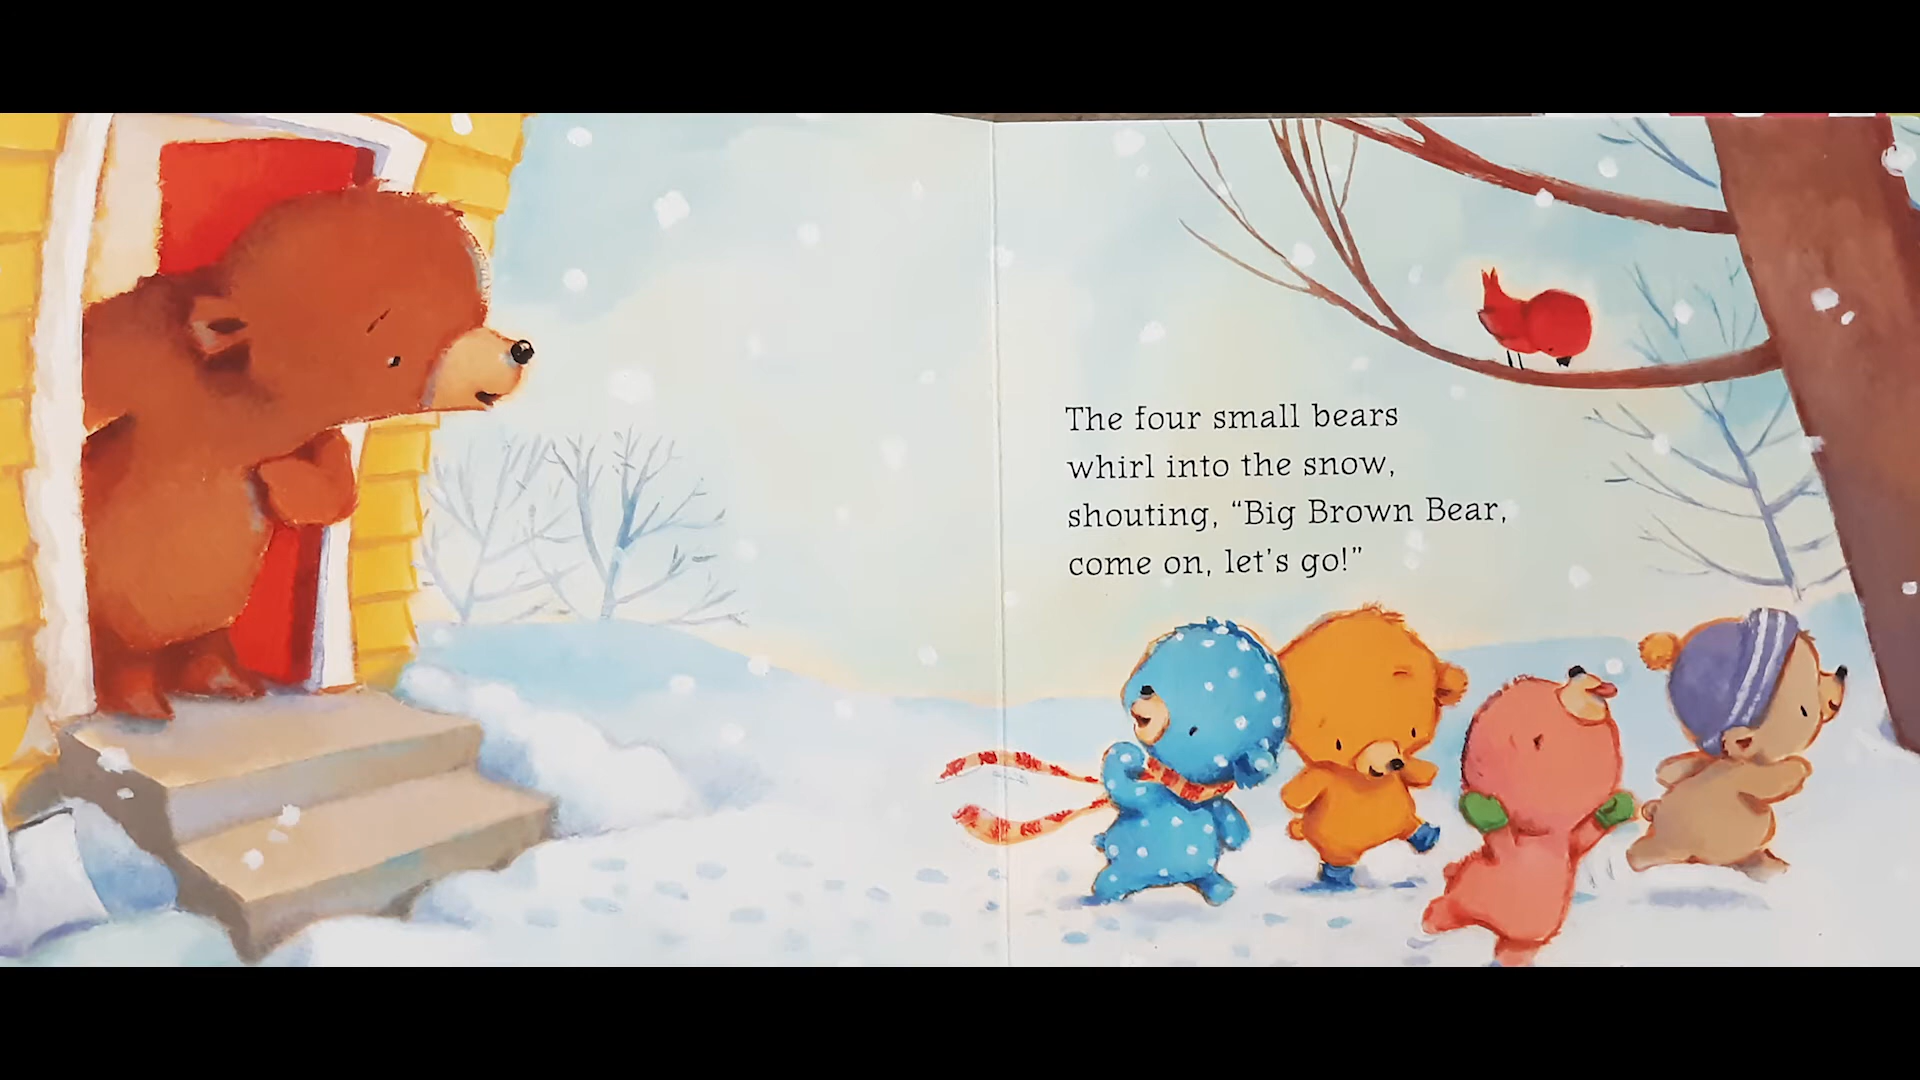 The four small bears
whirl into the snow,
shouting, “Big Brown Bear,
come on, let’s go!”